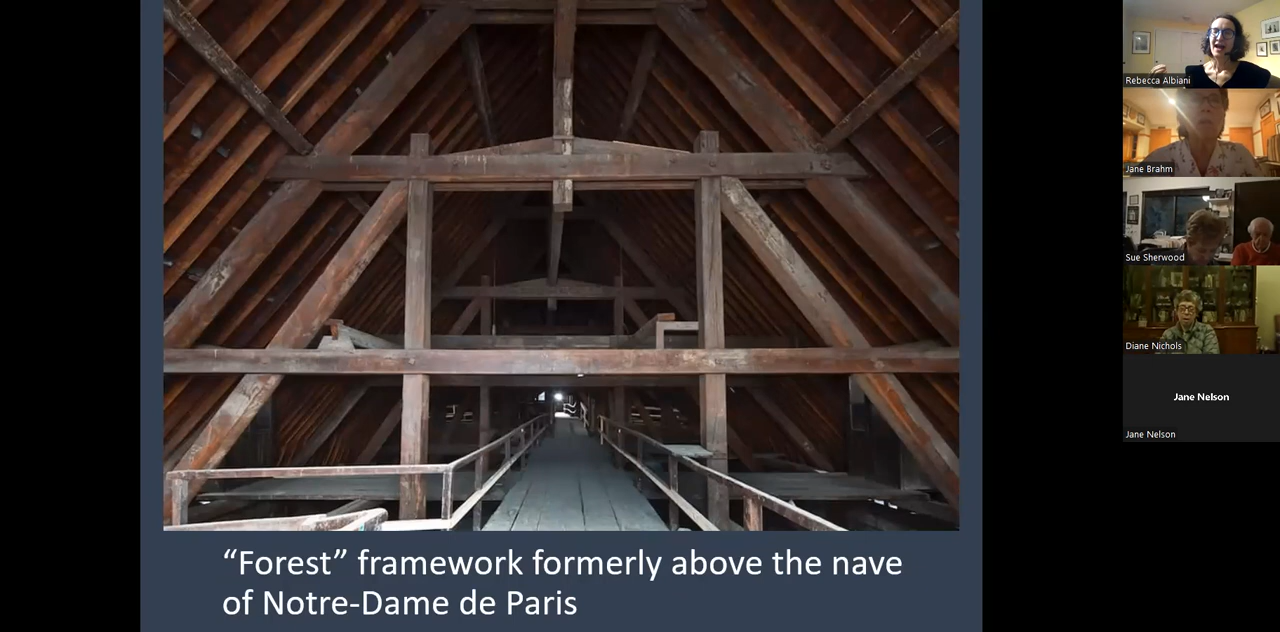 “Forest” framework formerly above the nave
of Notre-Dame de Paris
Rebecca Albiani
Jane Brahm
Sue Sherwood
Diane Nichols
Jane Nelson
Jane Nelson